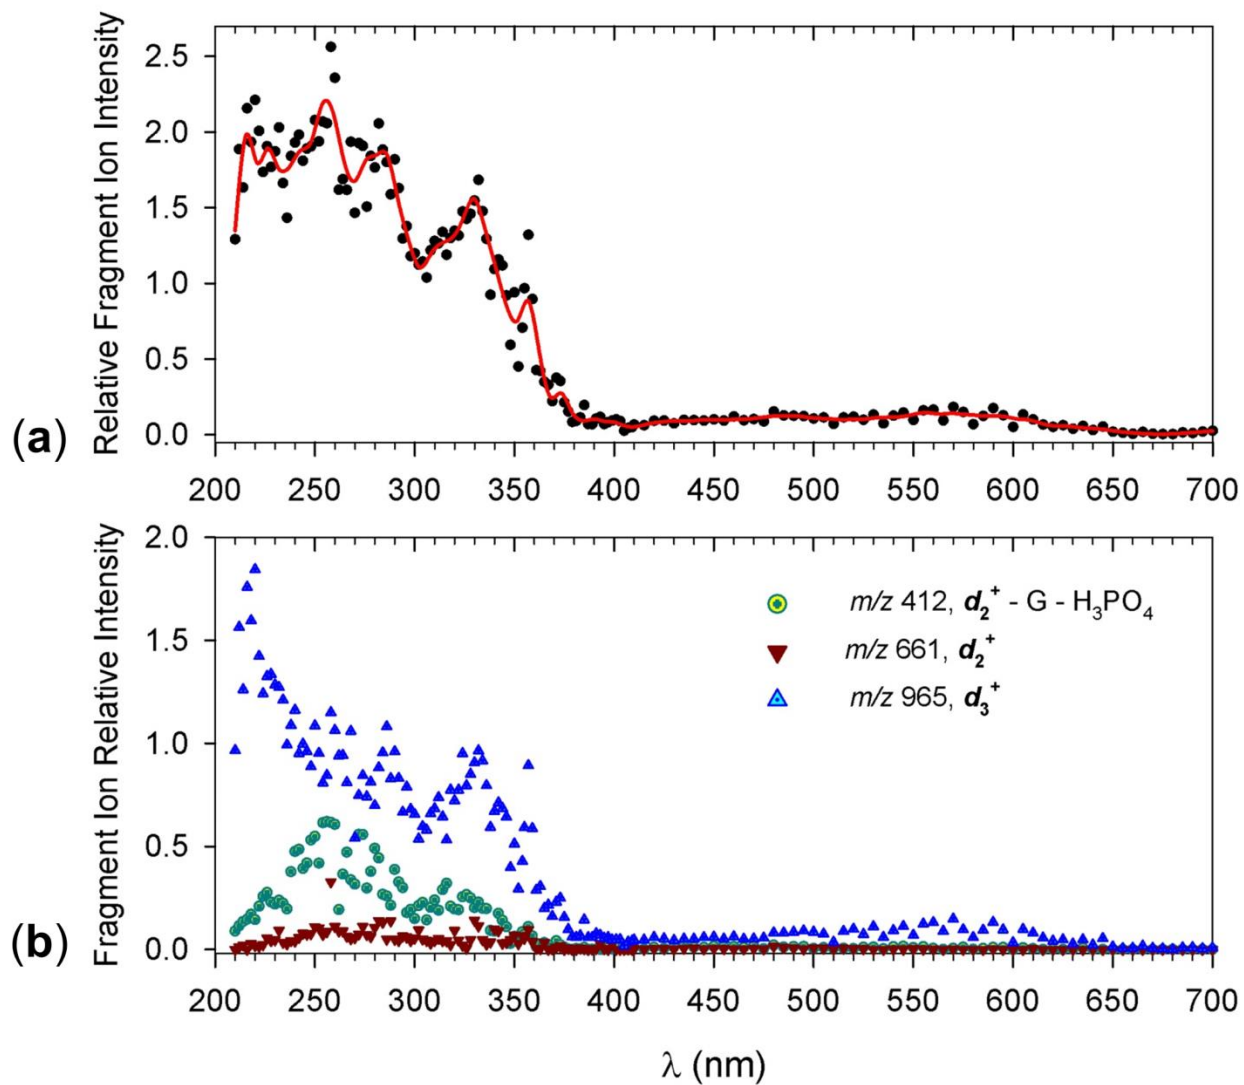 Relative Fragment Ion Intensity
2.5
2.0
1.5
1.0
0.5
0.0
(a)
200 250 300 350 400 450 500 550 600 650 700
Fragment Ion Relative Intensity
2.0
1.5
1.0
0.5
0.0
(b)
m/z 412, d₂⁺ - G - H₃PO₄
m/z 661, d₂⁺
m/z 965, d₃⁺
200 250 300 350 400 450 500 550 600 650 700
λ (nm)